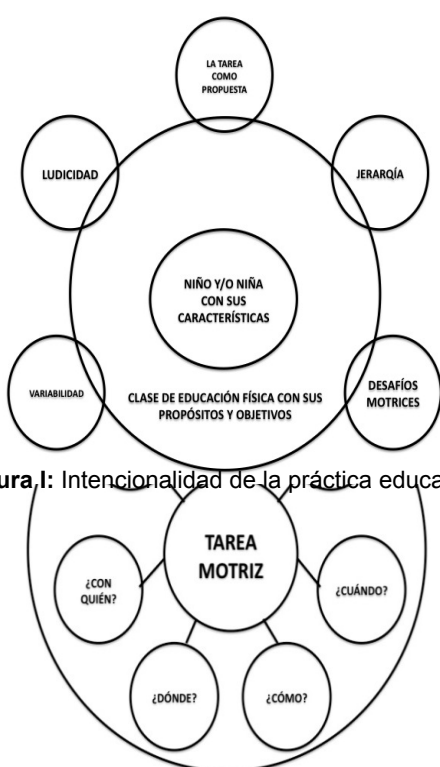 LA TAREA
COMO
PROPUESTA
LUDICIDAD
JERARQÍA
NIÑO Y/O NIÑA
CON SUS
CARACTERÍSTICAS
VARIABILIDAD
CLASE DE EDUCACIÓN FÍSICA CON SUS
PROPÓSITOS Y OBJETIVOS
DESAFÍOS
MOTRICES
ura I: Intencionalidad de la práctica educa
TAREA
MOTRIZ
¿CON
QUIÉN?
¿CUÁNDO?
¿DÓNDE?
¿CÓMO?